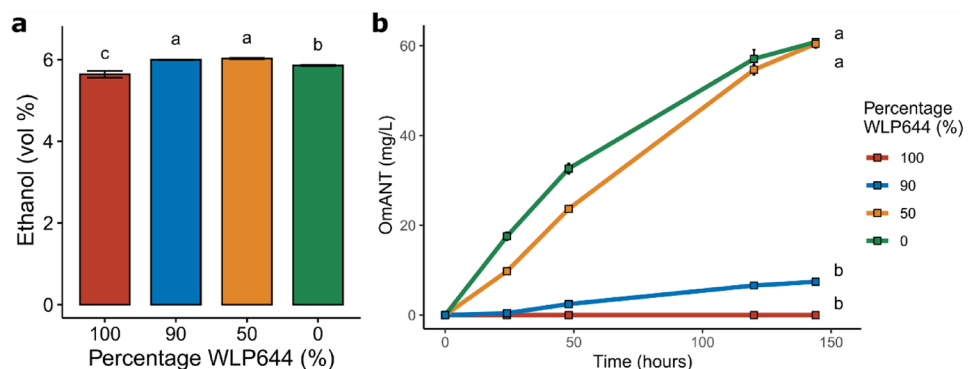 a
Ethanol (vol %)
6
4
2
0
c
a
a
b
100
90
50
0
Percentage WLP644 (%)
b
OmANT (mg/L)
60
40
20
0
a
a
b
b
0
50
100
150
Time (hours)
Percentage
WLP644 (%)
100
90
50
0